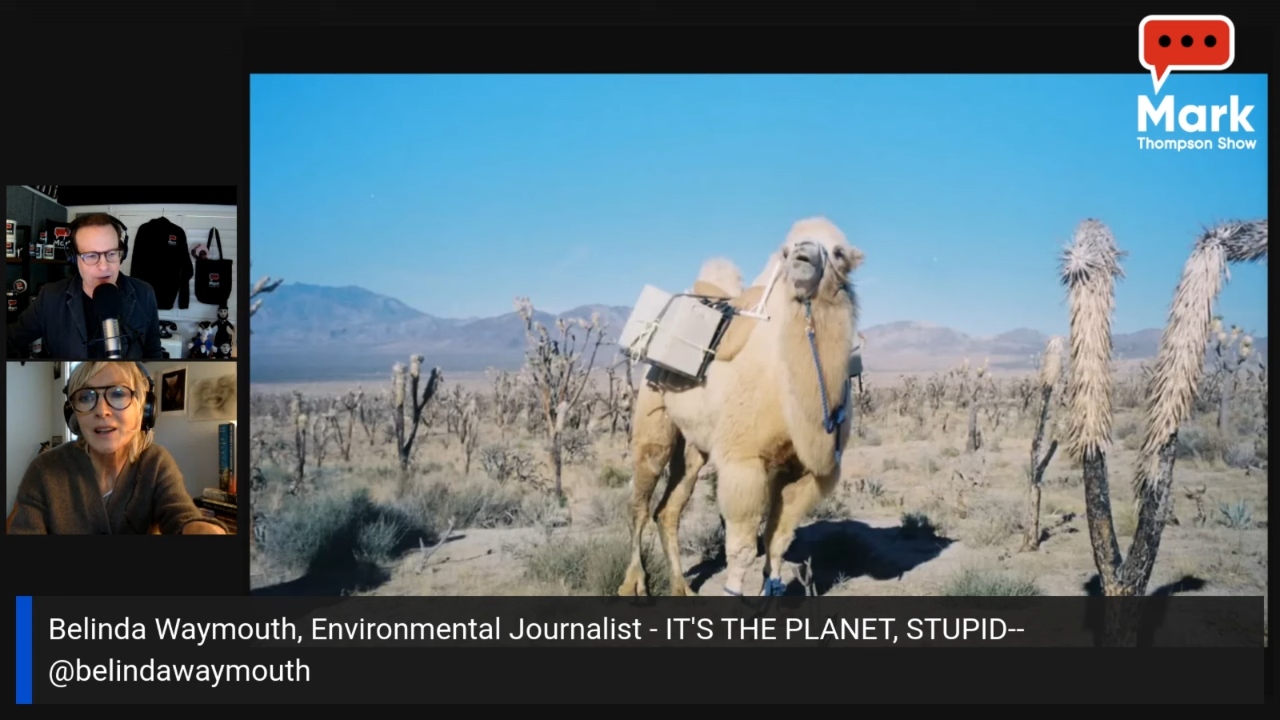 Mark
Thompson Show
Belinda Waymouth, Environmental Journalist - IT'S THE PLANET, STUPID--
@belindawaymouth